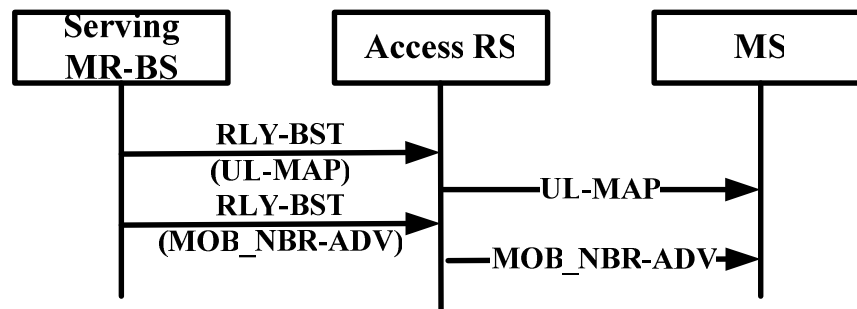 Serving
MR-BS
Access RS
MS
RLY-BST
(UL-MAP)
UL-MAP
RLY-BST
(MOB_NBR-ADV)
MOB_NBR-ADV